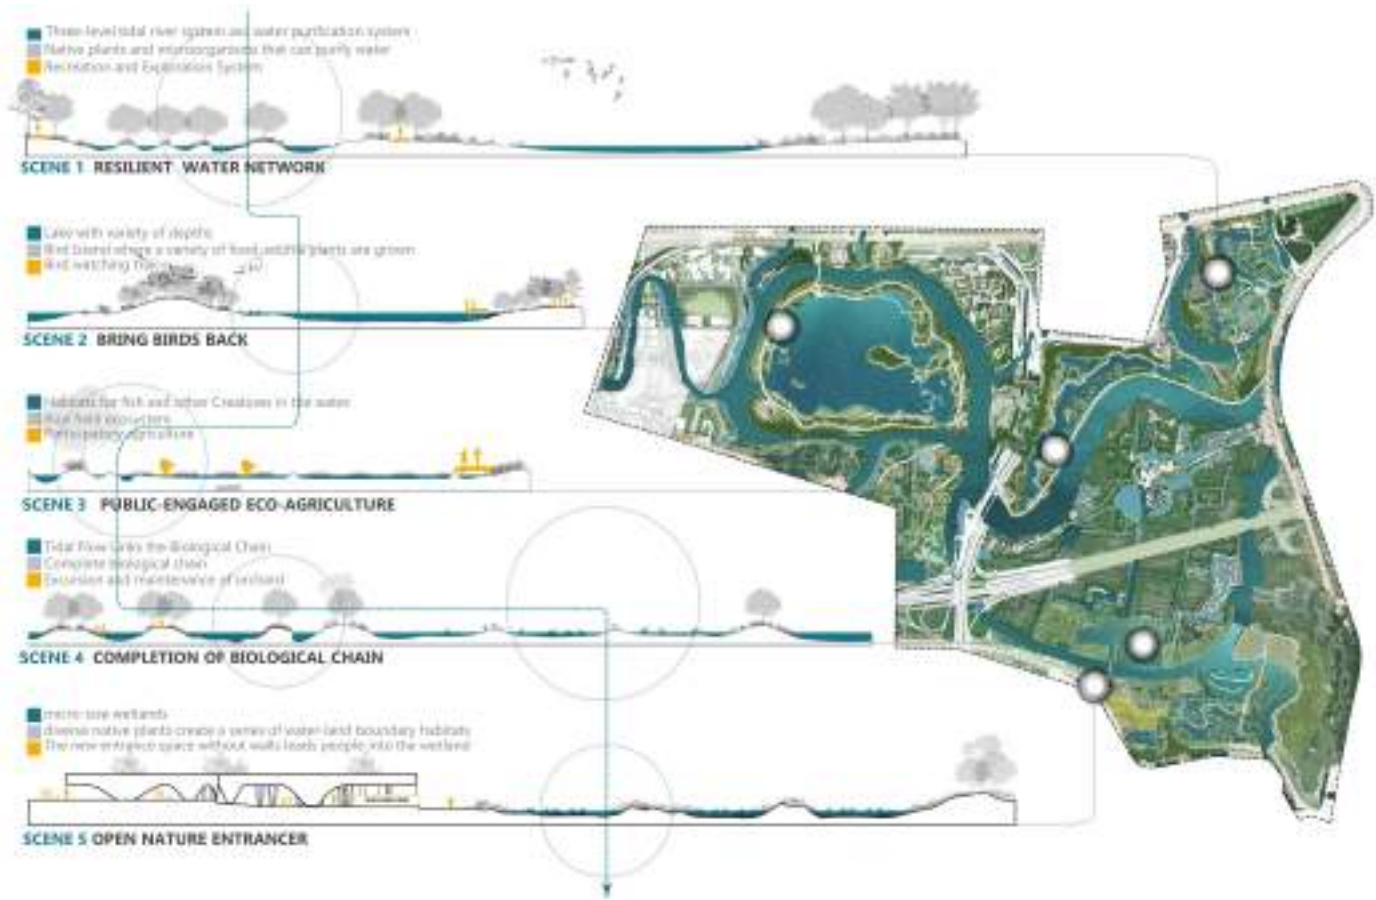 Three-level tidal river system and water purification system
Native plants and microorganisms that can purify water
Recreation and Exploration System
SCENE 1 RESILIENT WATER NETWORK
Lake with variety of depths
Bird Island where a variety of food plants are grown
Bird watching
SCENE 2 BRING BIRDS BACK
Habitats for fish and other Creatures in the water
ecosystem
Participatory agriculture
SCENE 3 PUBLIC-ENGAGED ECO-AGRICULTURE
Tidal Flow Links the Biological Chain
Complete biological chain
Excursion and maintenance of orchard
SCENE 4 COMPLETION OF BIOLOGICAL CHAIN
micro-size wetlands
diverse native plants create a series of water-land boundary habitats
The new entrance space without walls leads people into the wetland
SCENE 5 OPEN NATURE ENTRANCER